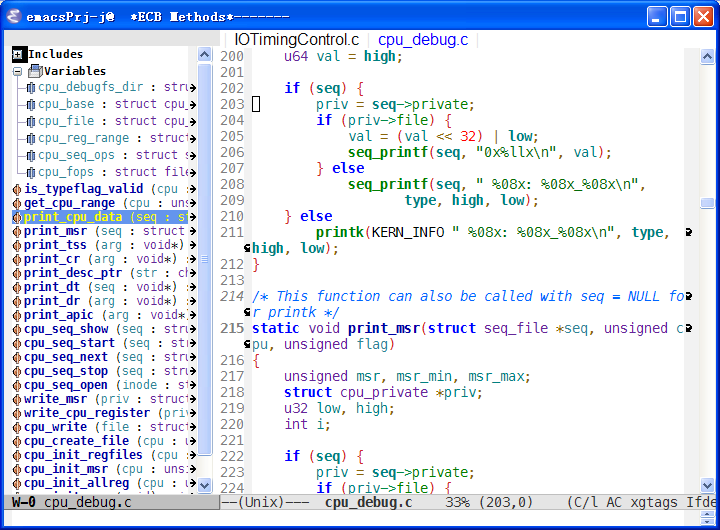 emacsPrj-j@ *ECB Methods*-------
Includes
Variables
cpu_debugfs_dir : stru
cpu_base : struct cpu_
cpu_file : struct cpu_
cpu_reg_range : struct
cpu_seq_ops : struct s
cpu_fops : struct file
is_typeflag_valid (cpu :
get_cpu_range (cpu : uns
print_cpu_data (seq : st
print_msr (seq : struct
print_tss (arg : void*) :
print_cr (arg : void*) :
print_desc_ptr (str : ch
print_dt (seq : void*) :
print_dr (arg : void*) :
print_apic (arg : void*)
cpu_seq_show (seq : stru
cpu_seq_start (seq : str
cpu_seq_next (seq : stru
cpu_seq_stop (seq : stru
cpu_seq_open (inode : st
write_msr (priv : struct
write_cpu_register (priv
cpu_write (file : struct
cpu_create_file (cpu : u
cpu_init_regfiles (cpu :
cpu_init_msr (cpu : unsi
cpu_init_allreg (cpu : u
W-0 cpu_debug.c
IOTimingControl.c cpu_debug.c
200 u64 val = high;
201
202 if (seq) {
203 priv = seq->private;
204 if (priv->file) {
205 val = (val << 32) | low;
206 seq_printf(seq, "0x%llx\n", val);
207 } else
208 seq_printf(seq, " %08x: %08x_%08x\n",
209 type, high, low);
210 } else
211 printk(KERN_INFO " %08x: %08x_%08x\n", type,
high, low);
212 }
213
214 /* This function can also be called with seq = NULL fo
r printk */
215 static void print_msr(struct seq_file *seq, unsigned c
pu, unsigned flag)
216 {
217 unsigned msr, msr_min, msr_max;
218 struct cpu_private *priv;
219 u32 low, high;
220 int i;
221
222 if (seq) {
223 priv = seq->private;
224 if (priv->file) {
--(Unix)--- cpu_debug.c 33% (203,0) (C/l AC xgtags Ifde